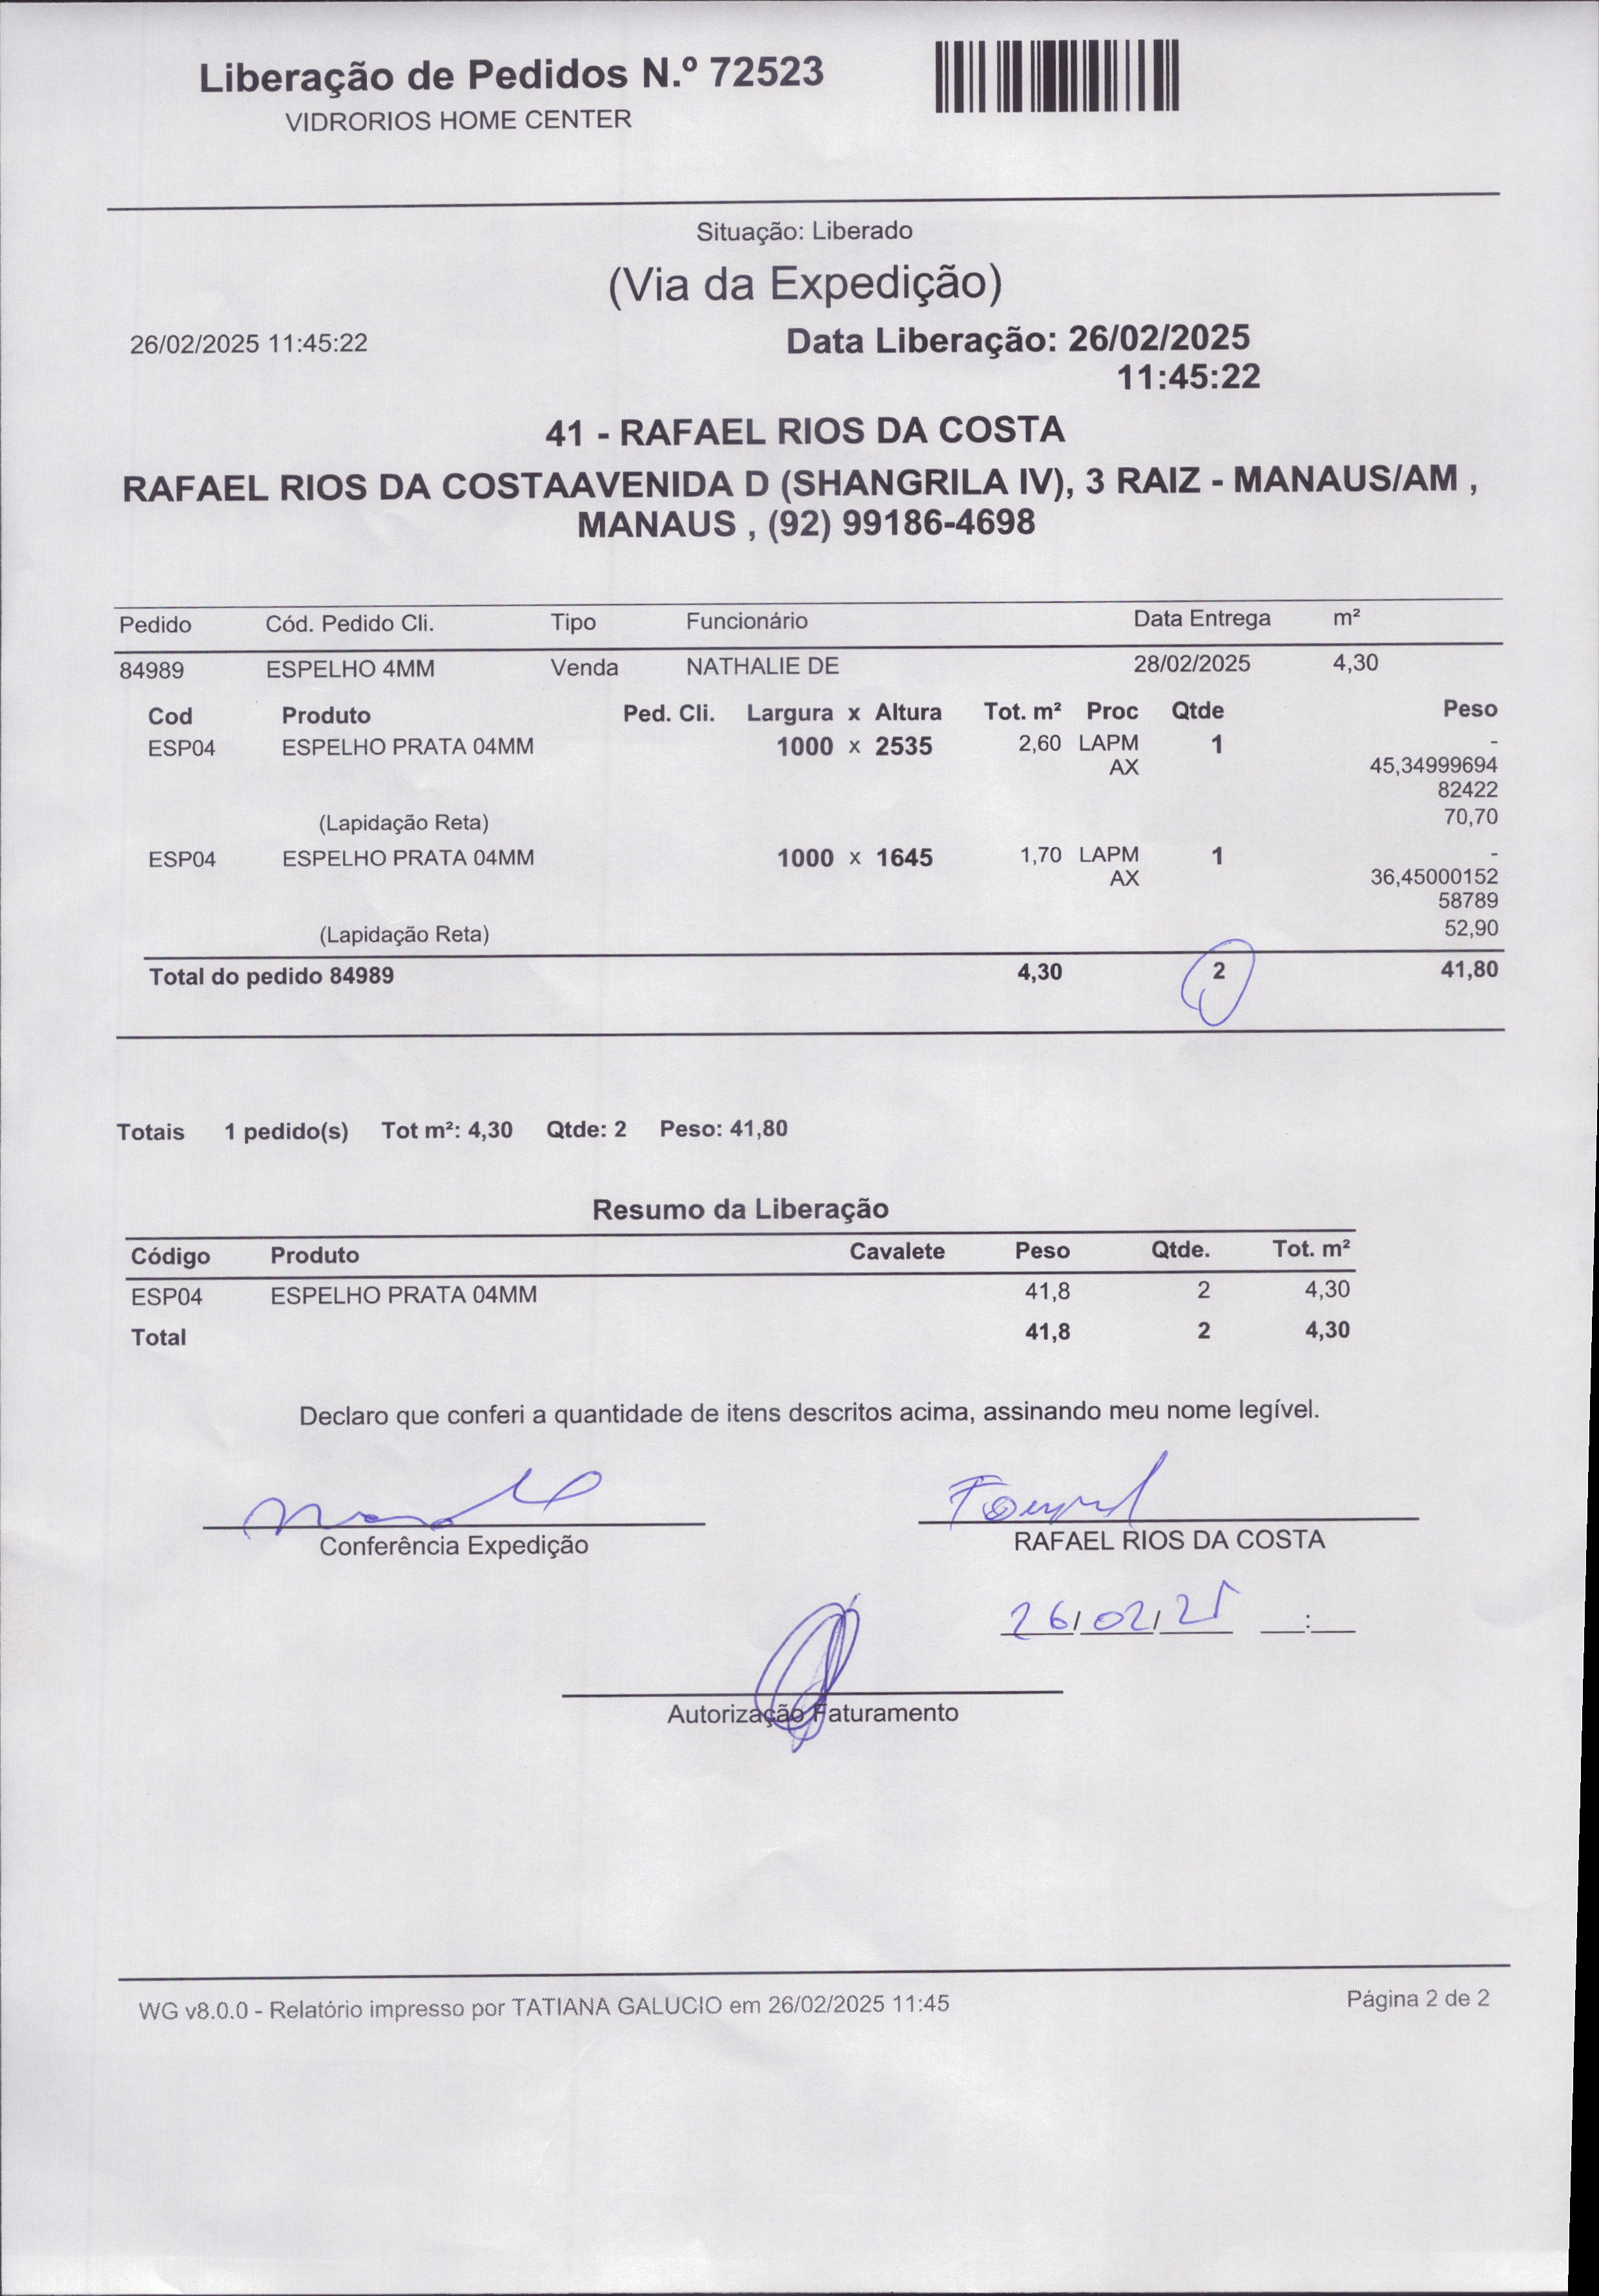 Liberação de Pedidos N.º 72523
VIDRORIOS HOME CENTER
Situação: Liberado
(Via da Expedição)
26/02/2025 11:45:22
Data Liberação: 26/02/2025
11:45:22
41 - RAFAEL RIOS DA COSTA
RAFAEL RIOS DA COSTAAVENIDA D (SHANGRILA IV), 3 RAIZ - MANAUS/AM ,
MANAUS , (92) 99186-4698
Pedido Cód. Pedido Cli. Tipo Funcionário Data Entrega m²
84989 ESPELHO 4MM Venda NATHALIE DE 28/02/2025 4,30
Cod Produto Ped. Cli. Largura x Altura Tot. m² Proc Qtde Peso
ESP04 ESPELHO PRATA 04MM 1000 x 2535 2,60 LAPM 1 -
AX 45,34999694
82422
(Lapidação Reta) 70,70
ESP04 ESPELHO PRATA 04MM 1000 x 1645 1,70 LAPM 1 -
AX 36,45000152
58789
(Lapidação Reta) 52,90
Total do pedido 84989 4,30 2 41,80
Totais 1 pedido(s) Tot m²: 4,30 Qtde: 2 Peso: 41,80
Resumo da Liberação
Código Produto Cavalete Peso Qtde. Tot. m²
ESP04 ESPELHO PRATA 04MM 41,8 2 4,30
Total 41,8 2 4,30
Declaro que conferi a quantidade de itens descritos acima, assinando meu nome legível.
Conferência Expedição
RAFAEL RIOS DA COSTA
26/02/25 __:__
Autorização Faturamento
WG v8.0.0 - Relatório impresso por TATIANA GALUCIO em 26/02/2025 11:45
Página 2 de 2